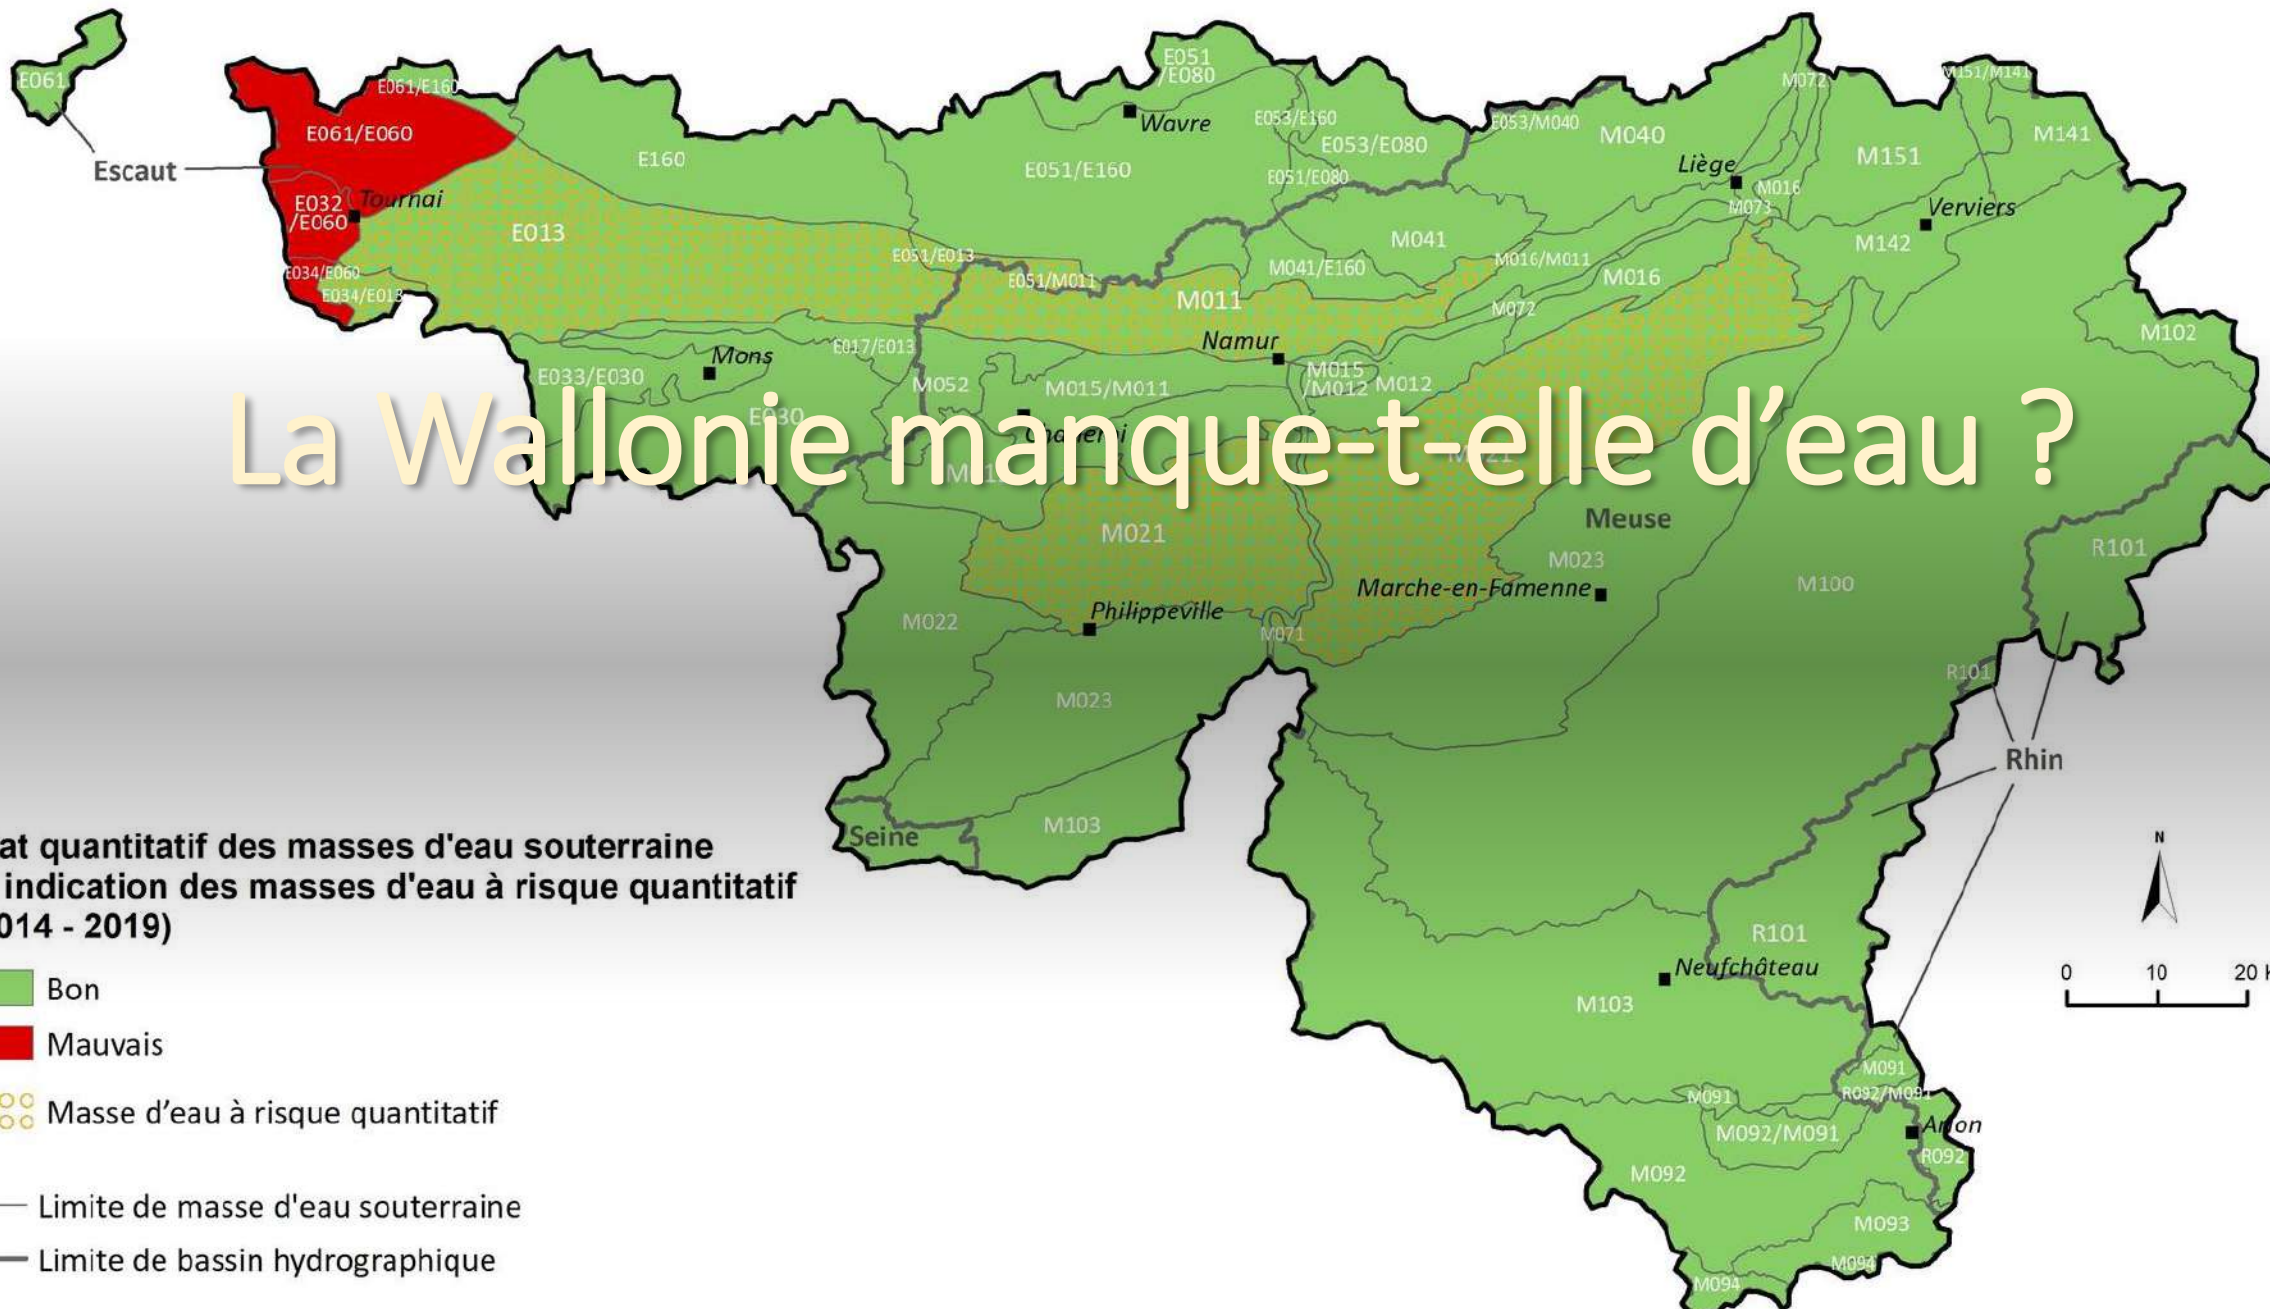 E061
Escaut
E061/E160
E061/E060
E032
/E060
Tournai
E034/E060
E034/E013
E013
E160
E051
/E080
Wavre
E053/E160
E053/E080
E051/E160
E051/E080
E053/M040
M040
M072
M151/M141
M141
M151
Liège
M016
M073
Verviers
M142
E051/E013
E051/M011
M041
M041/E160
M016/M011
M016
M011
M072
M102
Namur
Mons
E017/E013
E033/E030
E030
M052
M015/M011
M015
/M012
M012
La Wallonie manque-t-elle d'eau ?
M021
Meuse
M023
R101
M100
Marche-en-Famenne
Philippeville
M022
M071
M023
R101
Rhin
M103
Seine
at quantitatif des masses d'eau souterraine
indication des masses d'eau à risque quantitatif
014 - 2019)
Bon
Mauvais
Masse d'eau à risque quantitatif
Limite de masse d'eau souterraine
Limite de bassin hydrographique
N
0 10 20
R101
Neufchâteau
M103
M091
R092/M091
M091
M092/M091
Arlon
R092
M092
M093
M094
M094